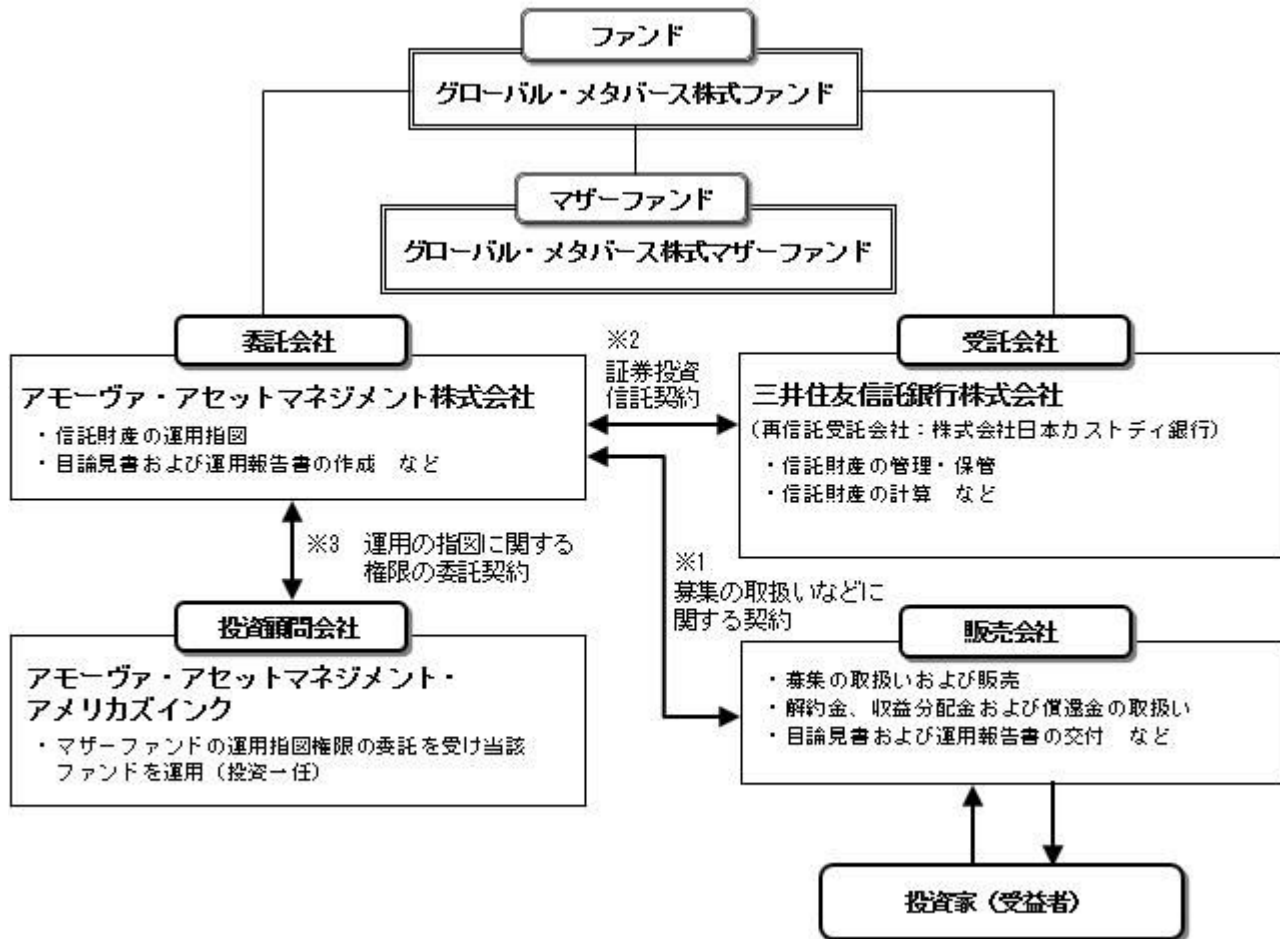 ファンド
グローバル・メタバース株式ファンド
マザーファンド
グローバル・メタバース株式マザーファンド
委託会社
アモーヴァ・アセットマネジメント株式会社
・信託財産の運用指図
・目論見書および運用報告書の作成 など
※2
証券投資
信託契約
受託会社
三井住友信託銀行株式会社
(再信託受託会社:株式会社日本カストディ銀行)
・信託財産の管理・保管
・信託財産の計算 など
※3 運用の指図に関する
権限の委託契約
※1
募集の取扱いなどに
関する契約
投資顧問会社
アモーヴァ・アセットマネジメント・
アメリカズインク
・マザーファンドの運用指図権限の委託を受け当該
ファンドを運用(投資一任)
販売会社
・募集の取扱いおよび販売
・解約金、収益分配金および償還金の取扱い
・目論見書および運用報告書の交付 など
投資家(受益者)